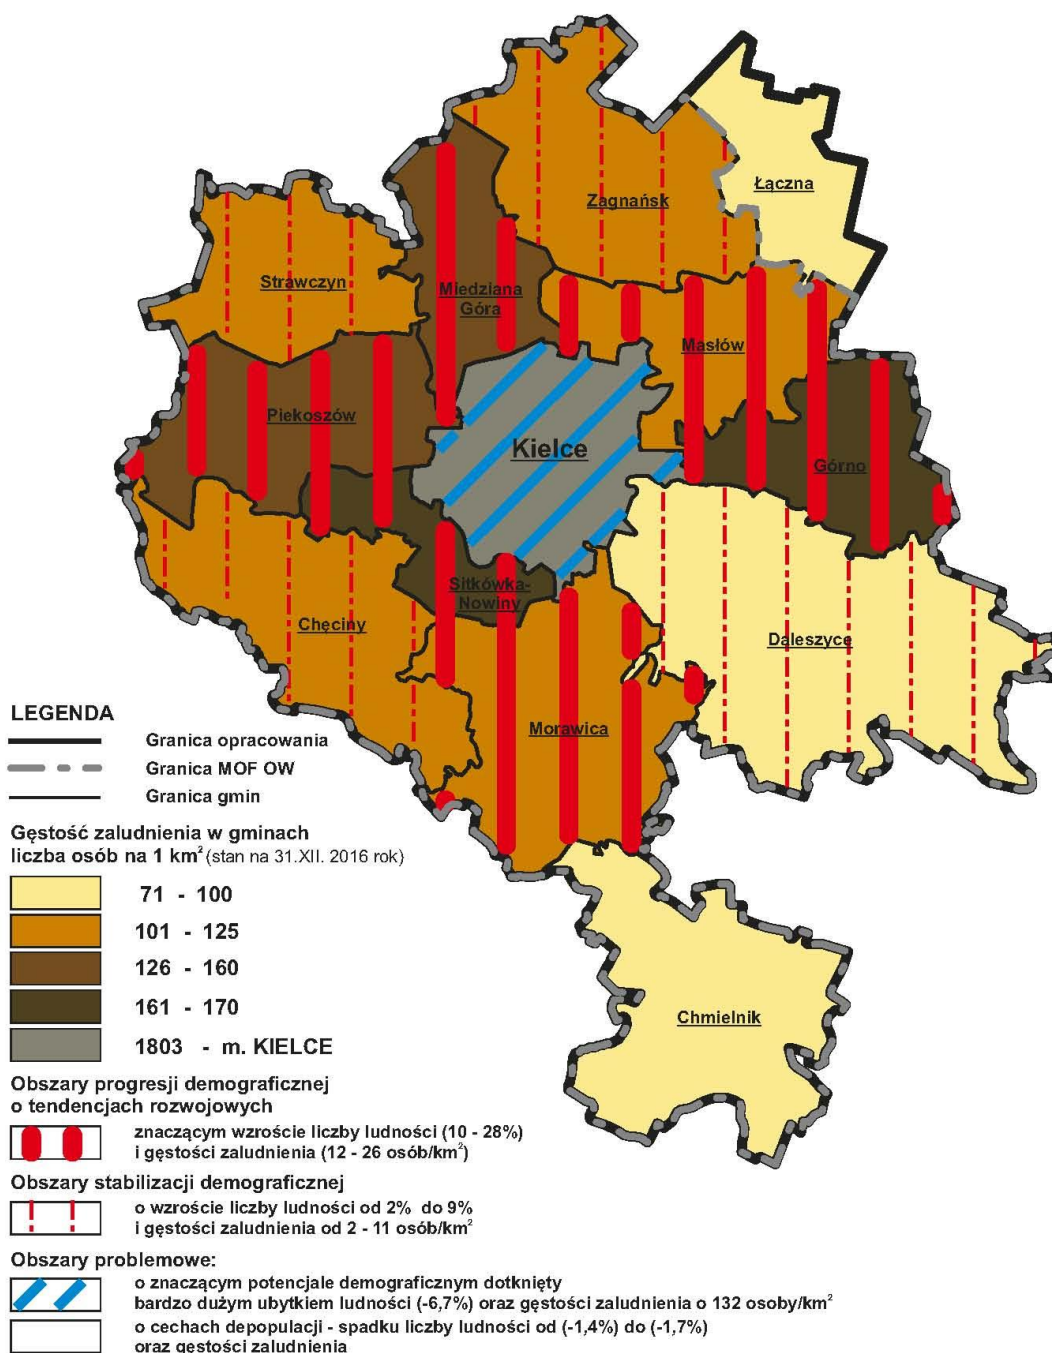 Łączna
Zagnańsk
Strawczyn
Miedziana
Góra
Masłów
Piekoszów
Kielce
Górno
Sitkówka-
Nowiny
Chęciny
Daleszyce
Morawica
Chmielnik
LEGENDA
Granica opracowania
Granica MOF OW
Granica gmin
Gęstość zaludnienia w gminach
liczba osób na 1 km² (stan na 31.XII. 2016 rok)
71 - 100
101 - 125
126 - 160
161 - 170
1803 - m. KIELCE
Obszary progresji demograficznej
o tendencjach rozwojowych
znaczącym wzroście liczby ludności (10 - 28%)
i gęstości zaludnienia (12 - 26 osób/km²)
Obszary stabilizacji demograficznej
o wzroście liczby ludności od 2% do 9%
i gęstości zaludnienia od 2 - 11 osób/km²
Obszary problemowe:
o znaczącym potencjale demograficznym dotknięty
bardzo dużym ubytkiem ludności (-6,7%) oraz gęstości zaludnienia o 132 osoby/km²
o cechach depopulacji - spadku liczby ludności od (-1,4%) do (-1,7%)
oraz gęstości zaludnienia